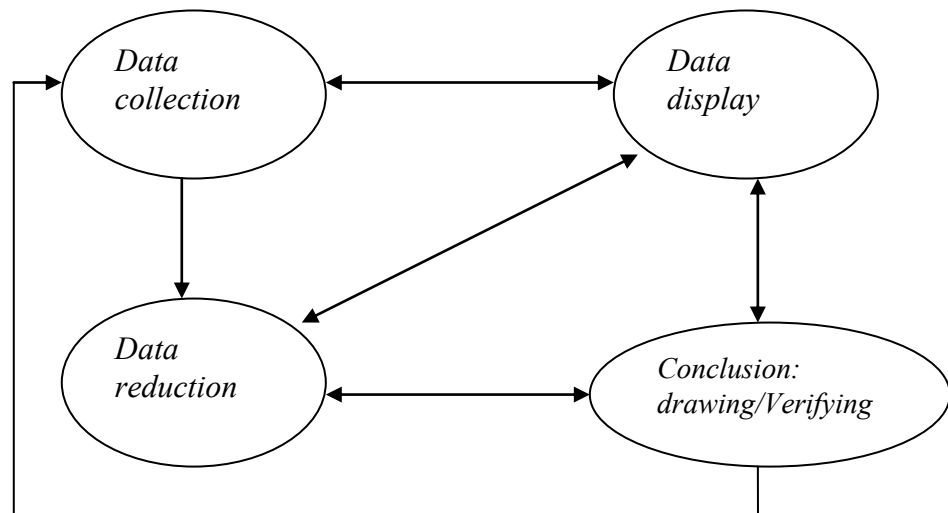 Data
collection
Data
display
Data
reduction
Conclusion:
drawing/Verifying